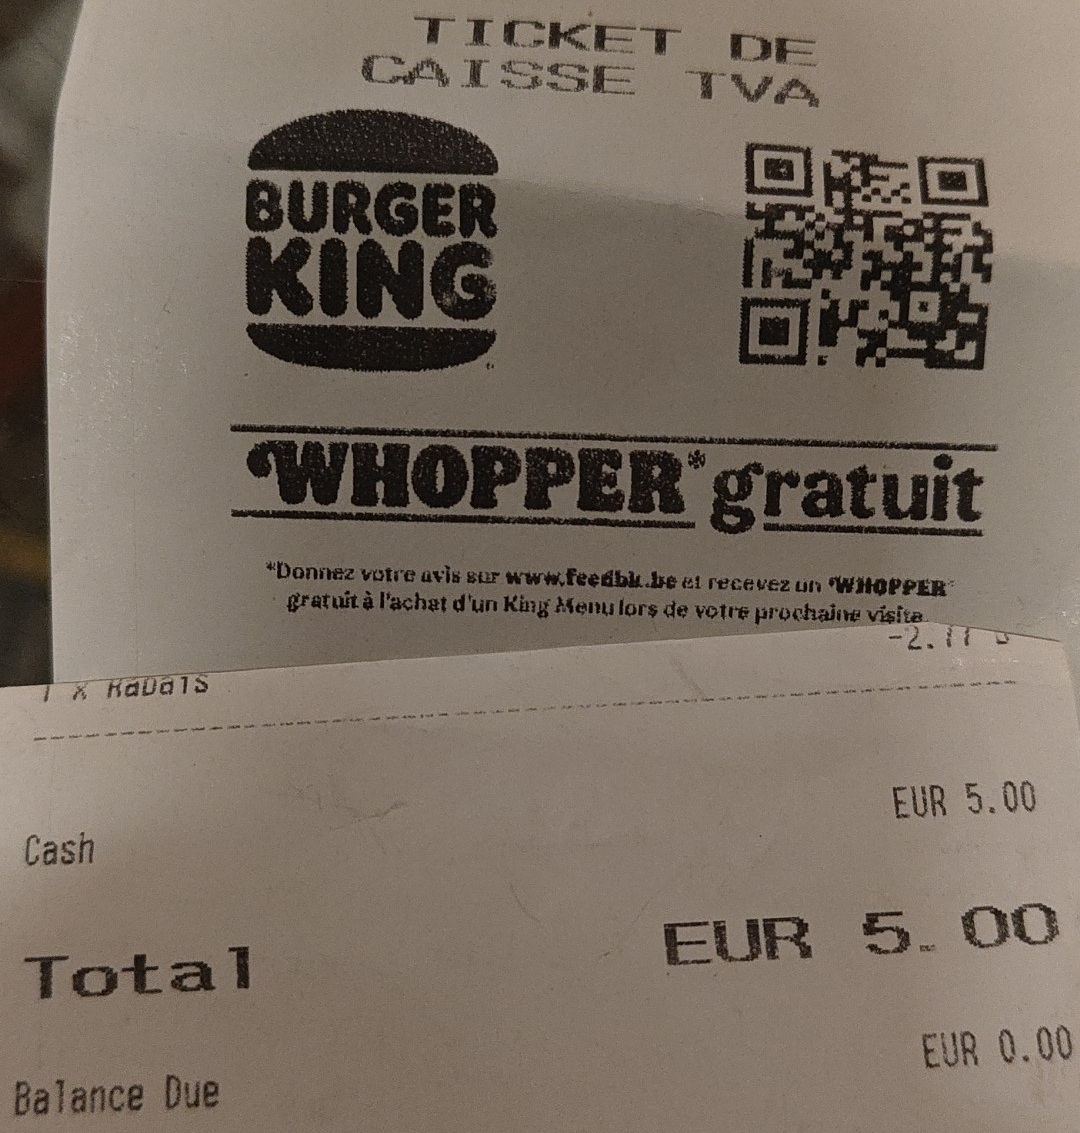 TICKET DE
CAISSE TVA
BURGER
KING
WHOPPER* gratuit
*Donnez votre avis sur www.feedbk.be et recevez un WHOPPER
gratuit à l'achat d'un King Menu lors de votre prochaine visite.
x Rabais
Cash EUR 5.00
Total EUR 5.00
Balance Due EUR 0.00